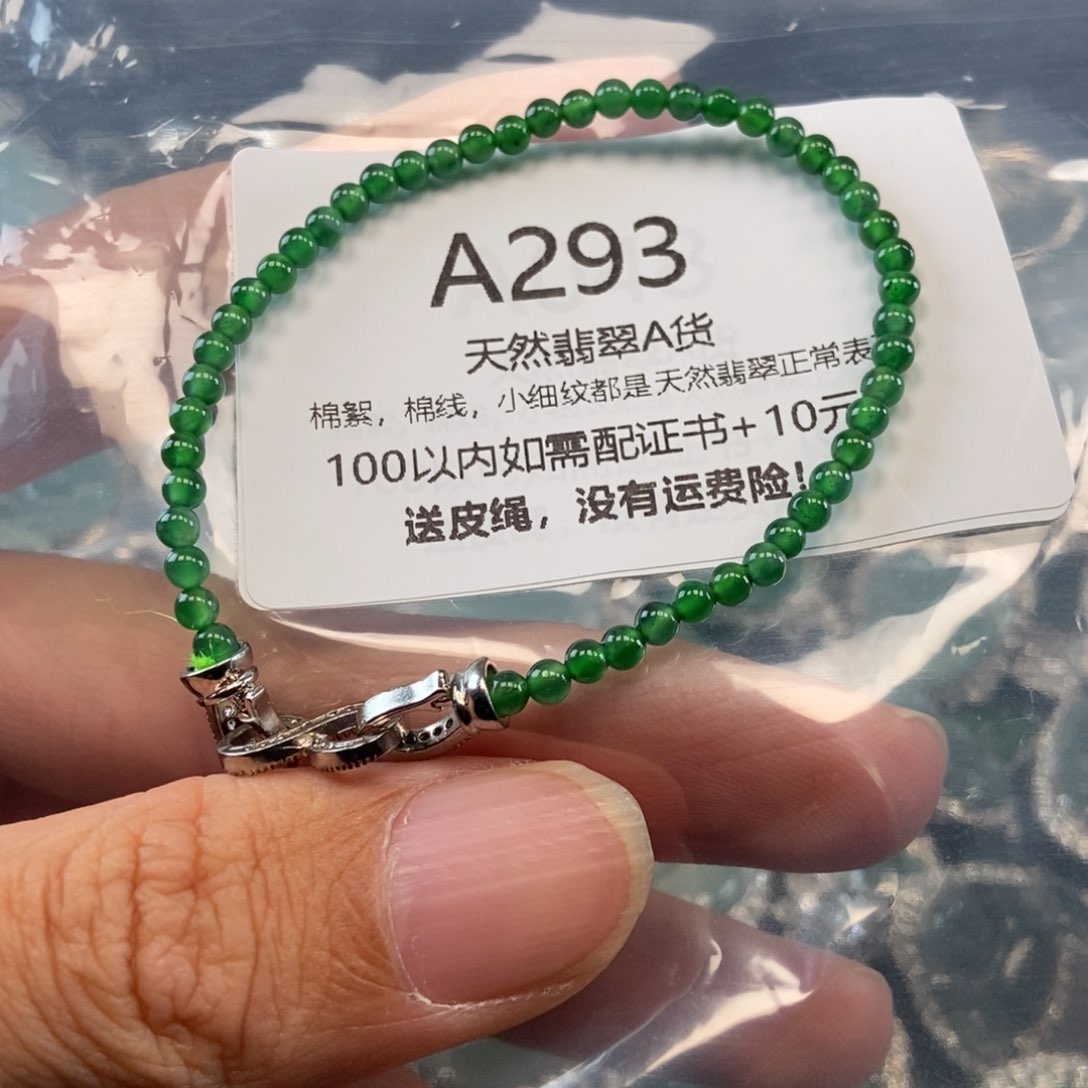 A293
天然翡翠A货
棉絮，棉线，小细纹都是天然翡翠正常表
100以内如需配证书+10元
送皮绳，没有运费险！